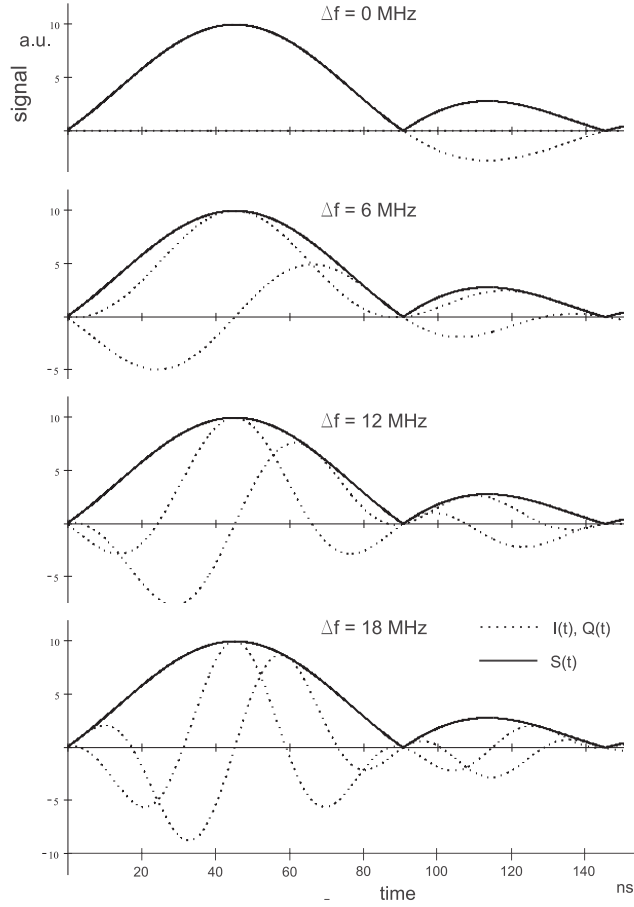 Δf = 0 MHz
10
a.u.
5
signal
Δf = 6 MHz
10
5
-5
Δf = 12 MHz
10
5
-5
Δf = 18 MHz
I(t), Q(t)
S(t)
10
5
-5
-10
20 40 60 80 100 120 140
time
ns